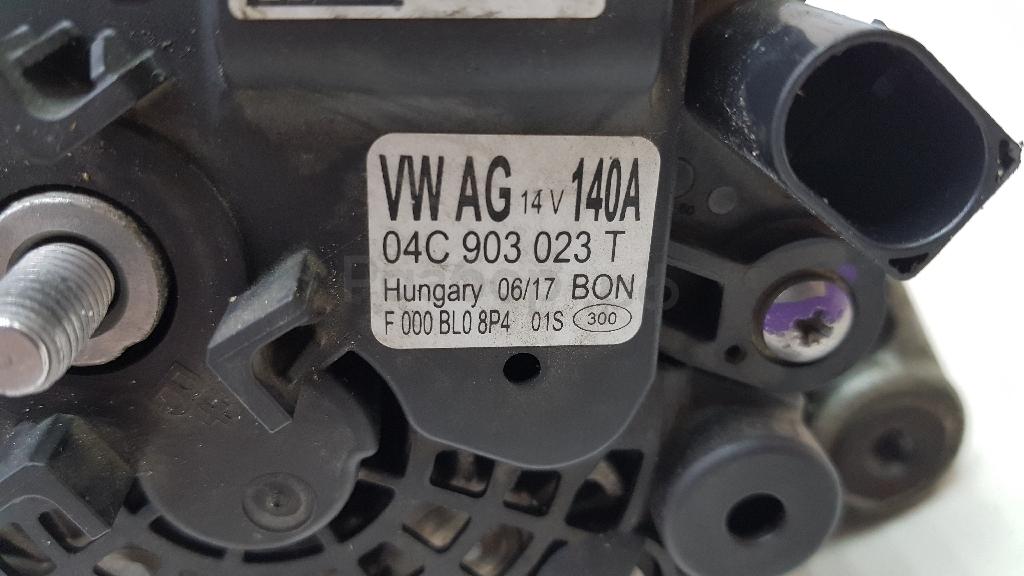 VW AG 14 V 140A
04C 903 023 T
Hungary 06/17 BON
F 000 BL0 8P4 01S 300
B+